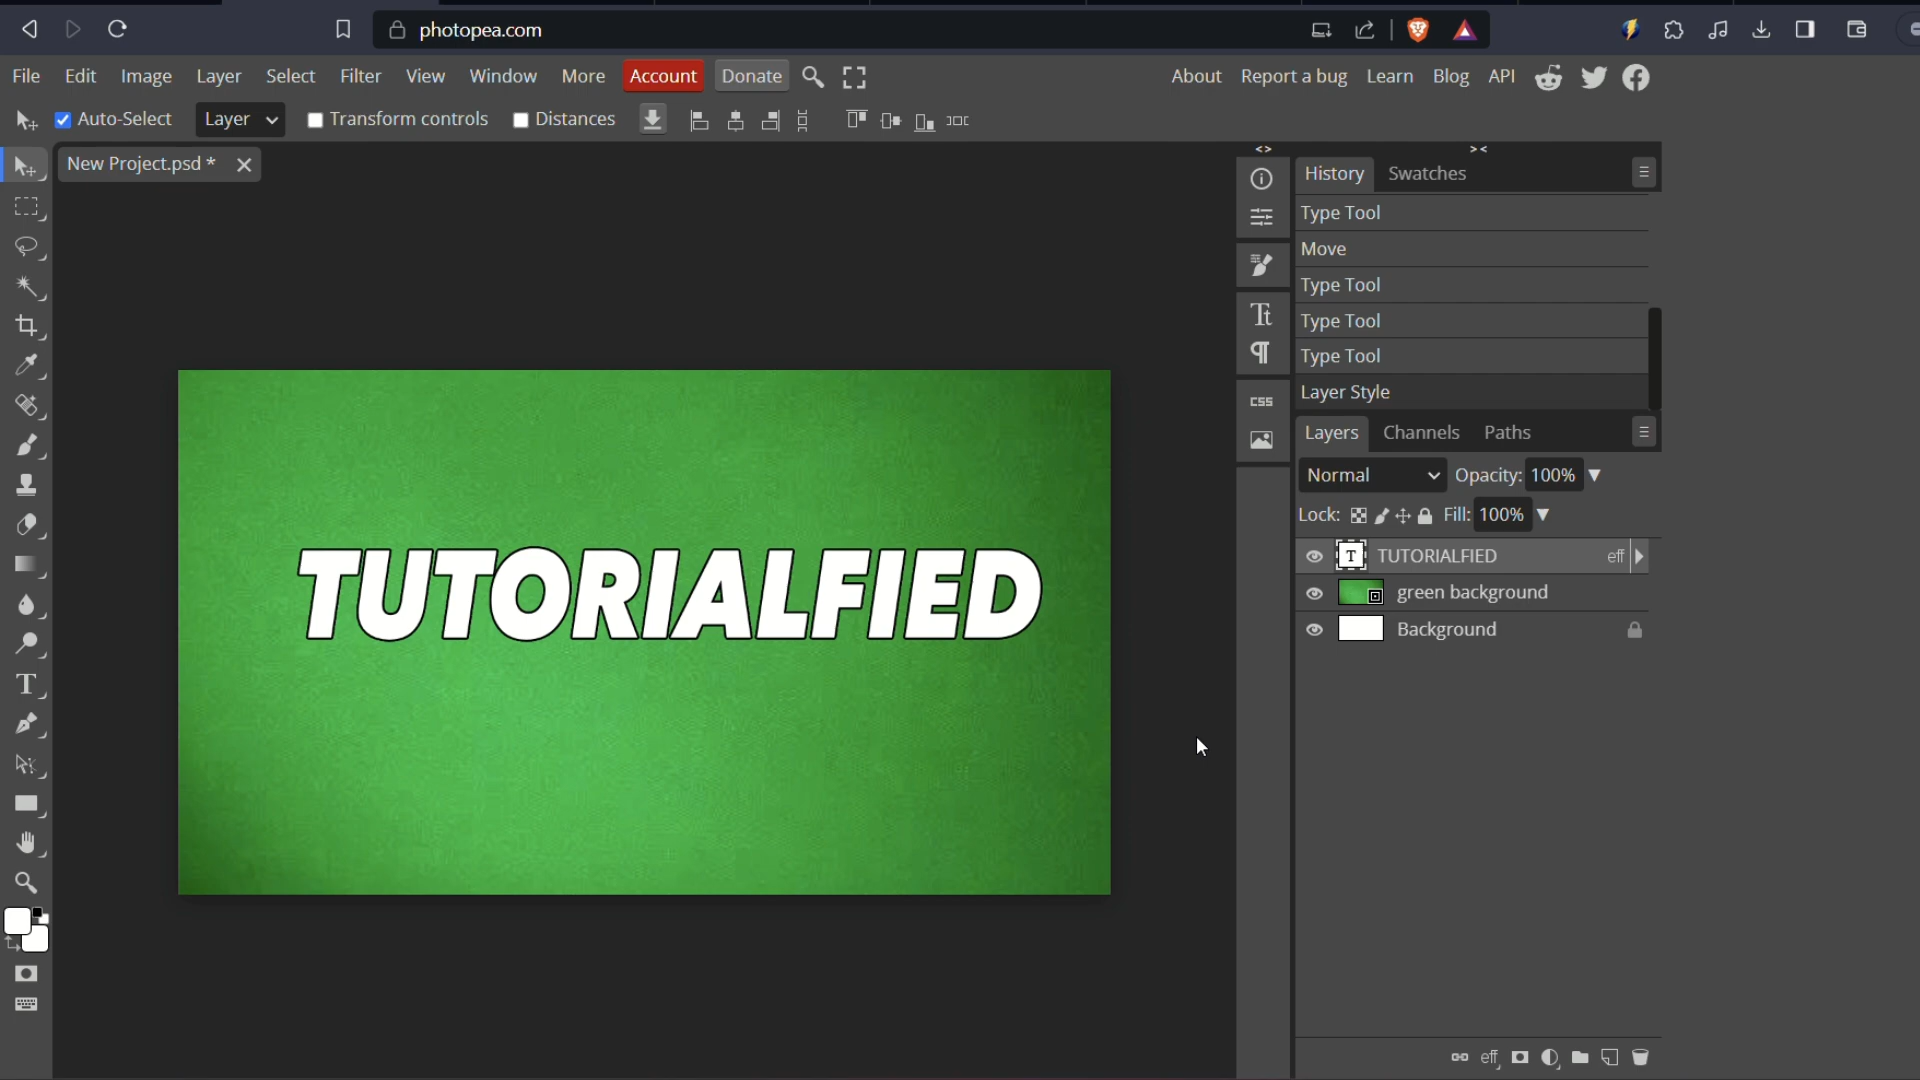 photopea.com
File Edit Image Layer Select Filter View Window More Account Donate About Report a bug Learn Blog API
Auto-Select Layer Transform controls Distances
New Project.psd *
< >
> <
History Swatches
Type Tool
Move
Type Tool
Type Tool
Type Tool
Layer Style
CSS
Layers Channels Paths
Normal Opacity: 100%
Lock: Fill: 100%
T TUTORIALFIED eff
green background
Background
eff
TUTORIALFIED